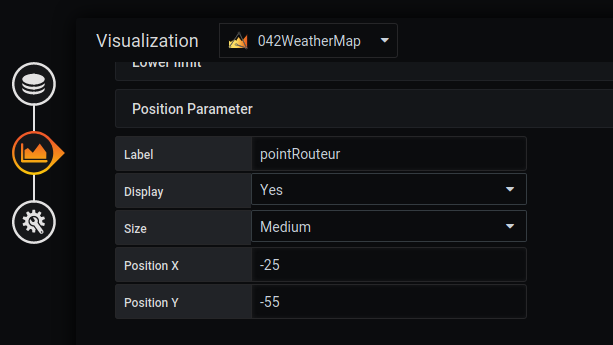 Visualization 042WeatherMap
Lower limit
Position Parameter
Label pointRouteur
Display Yes
Size Medium
Position X -25
Position Y -55